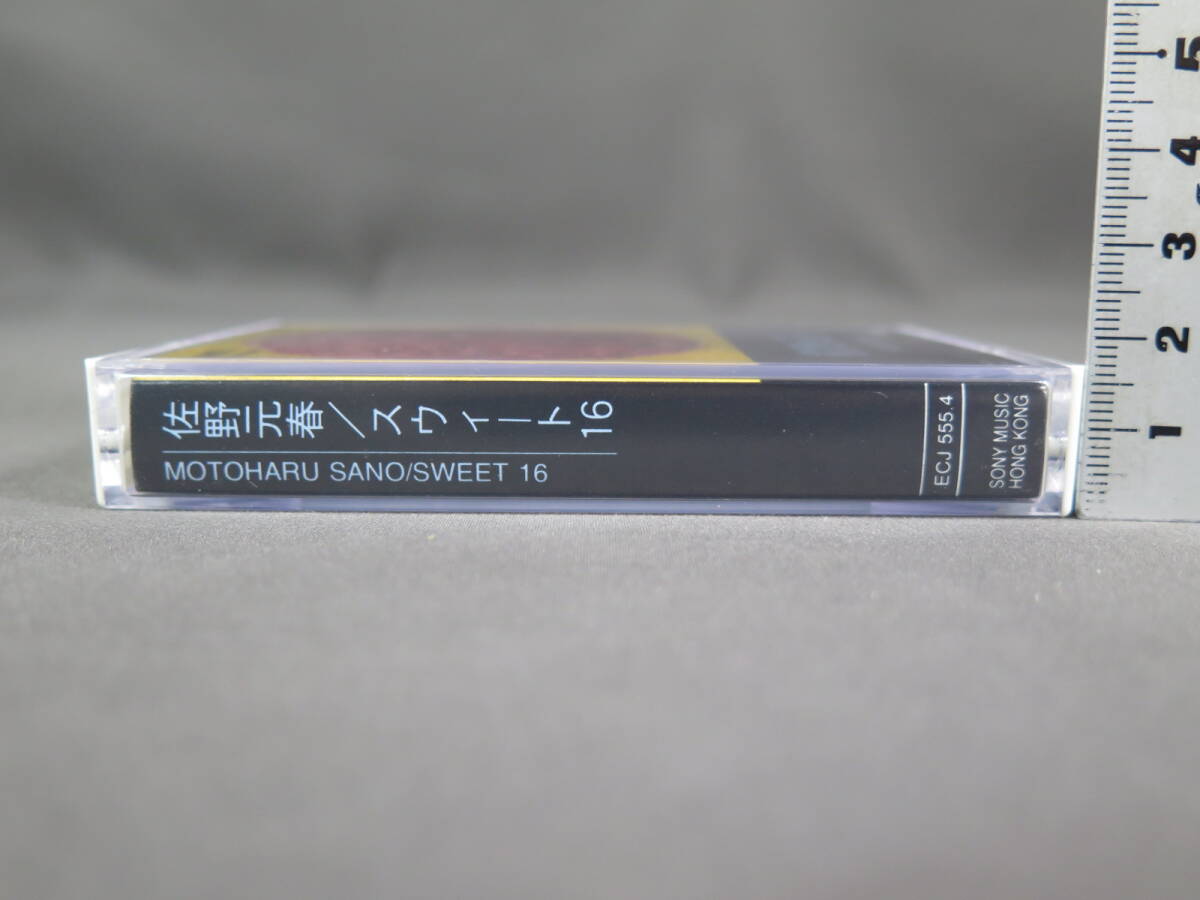 佐野元春/スウィート16
MOTOHARU SANO/SWEET 16
ECJ 555.4
SONY MUSIC
HONG KONG
5
4
3
2
1